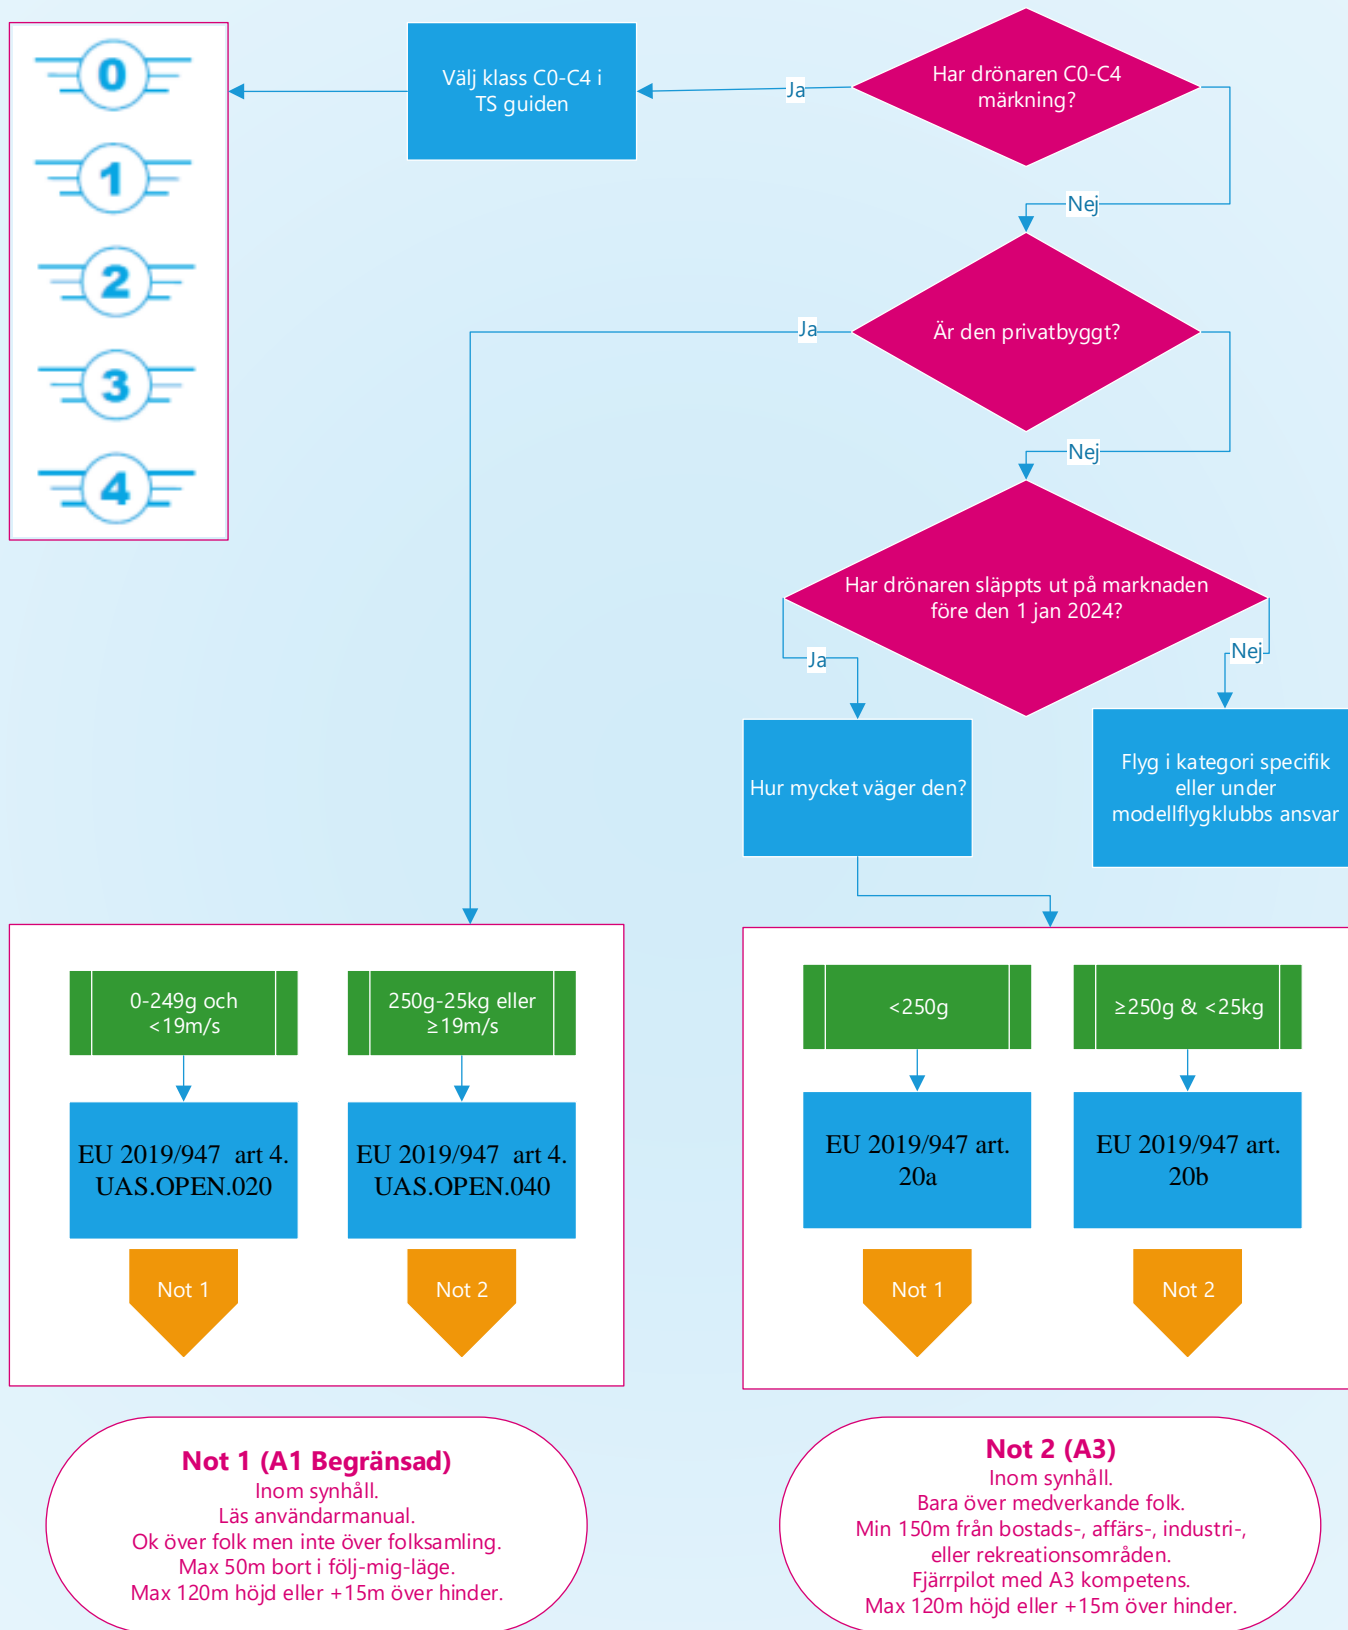 0
1
2
3
4
Välj klass C0-C4 i
TS guiden
Ja
Har drönaren C0-C4
märkning?
Nej
Ja
Är den privatbyggt?
Nej
Har drönaren släppts ut på marknaden
före den 1 jan 2024?
Ja
Nej
Hur mycket väger den?
Flyg i kategori specifik
eller under
modellflygklubbs ansvar
0-249g och
<19m/s
250g-25kg eller
≥19m/s
EU 2019/947 art 4.
UAS.OPEN.020
EU 2019/947 art 4.
UAS.OPEN.040
Not 1
Not 2
<250g
≥250g & <25kg
EU 2019/947 art.
20a
EU 2019/947 art.
20b
Not 1
Not 2
Not 1 (A1 Begränsad)
Inom synhåll.
Läs användarmanual.
Ok över folk men inte över folksamling.
Max 50m bort i följ-mig-läge.
Max 120m höjd eller +15m över hinder.
Not 2 (A3)
Inom synhåll.
Bara över medverkande folk.
Min 150m från bostads-, affärs-, industri-,
eller rekreationsområden.
Fjärrpilot med A3 kompetens.
Max 120m höjd eller +15m över hinder.